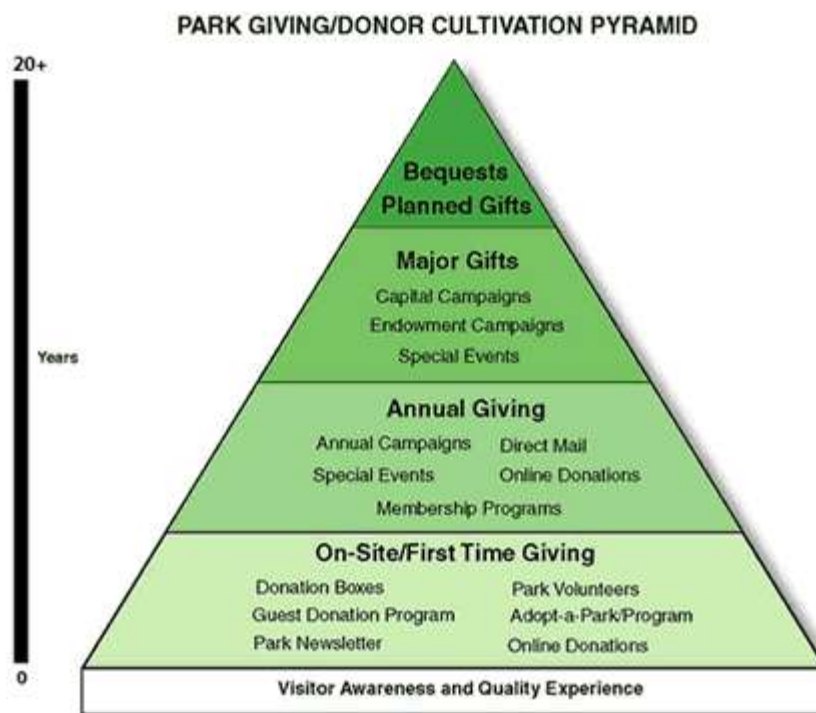 PARK GIVING/DONOR CULTIVATION PYRAMID
20+
Bequests
Planned Gifts
Major Gifts
Capital Campaigns
Endowment Campaigns
Special Events
Years
Annual Giving
Annual Campaigns Direct Mail
Special Events Online Donations
Membership Programs
On-Site/First Time Giving
Donation Boxes Park Volunteers
Guest Donation Program Adopt-a-Park/Program
Park Newsletter Online Donations
0
Visitor Awareness and Quality Experience